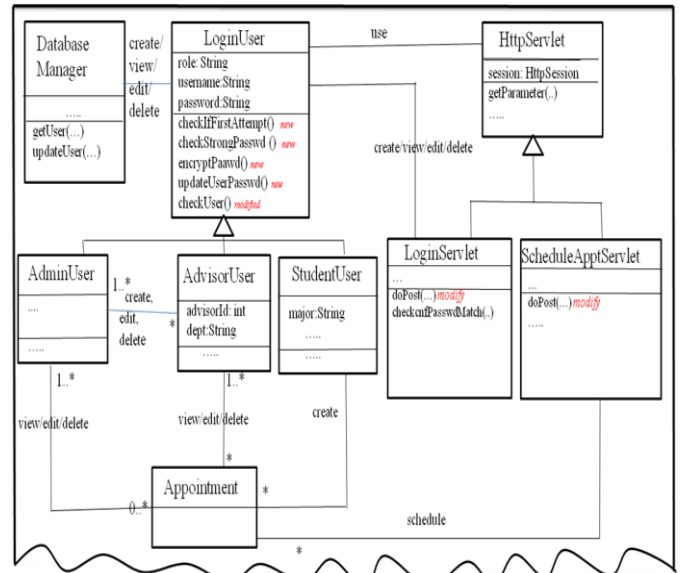 Database
Manager
.....
getUser(...)
updateUser(...)
create/
view/
edit/
delete
LoginUser
role: String
username:String
password:String
checkIfFirstAttempt() new
checkStrongPasswd () new
encryptPaawd() new
updateUserPasswd() new
checkUser() modified
use
HttpServlet
session: HttpSession
getParameter(..)
.....
create/view/edit/delete
AdminUser
....
.....
1..*
create,
edit,
delete
*
AdvisorUser
advisorId: int
dept:String
.....
StudentUser
major:String
.....
.....
LoginServlet
...
doPost(...) modify
checkcnfPasswdMatch(..)
ScheduleApptServlet
...
doPost(...) modify
.....
1..*
view/edit/delete
1..*
view/edit/delete
create
*
Appointment
*
0..*
schedule
*